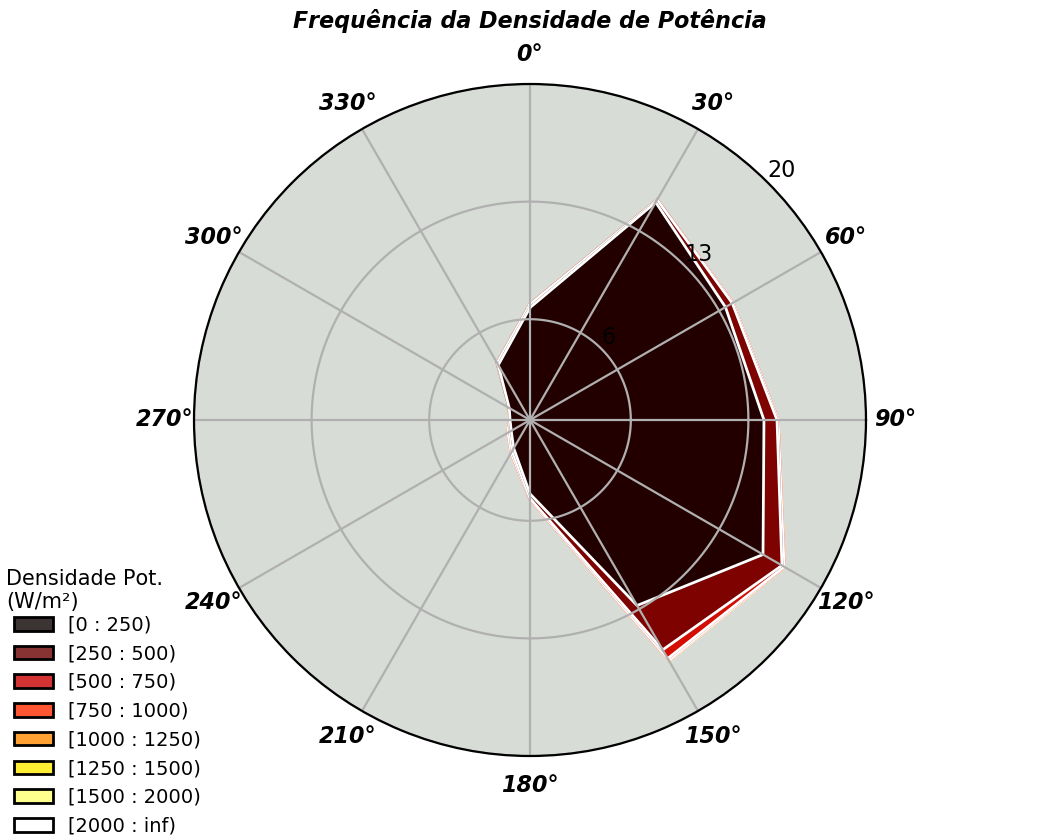 Frequência da Densidade de Potência
0°
330°
30°
20
300°
60°
13
6
270°
90°
240°
120°
210°
150°
180°
Densidade Pot.
(W/m²)
[0 : 250)
[250 : 500)
[500 : 750)
[750 : 1000)
[1000 : 1250)
[1250 : 1500)
[1500 : 2000)
[2000 : inf)